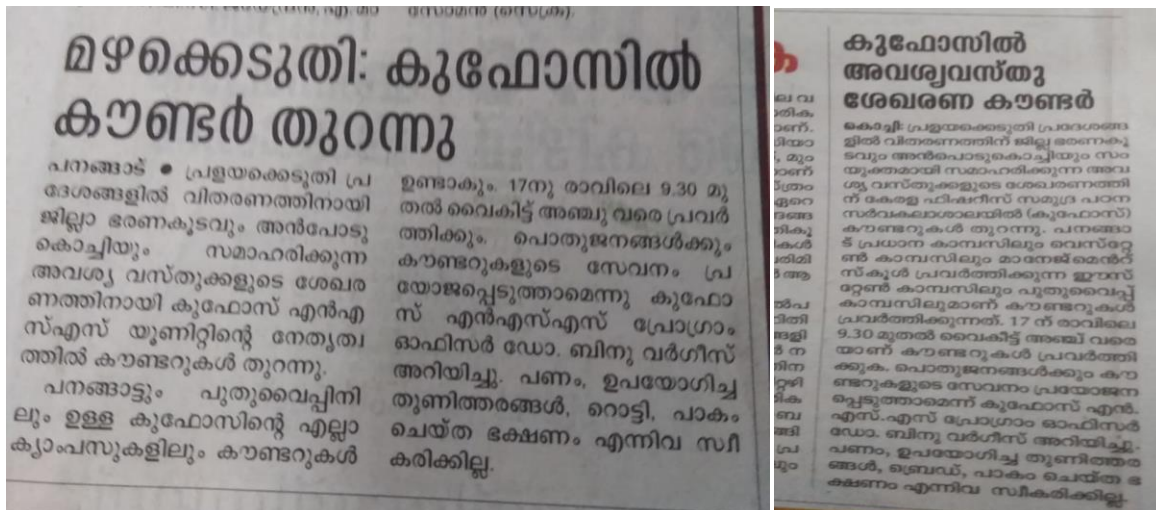 സോമൻ (സെക്ര).
മഴക്കെടുതി: കുഫോസിൽ
കൗണ്ടർ തുറന്നു
പനങ്ങാട് ● പ്രളയക്കെടുതി പ്ര
ദേശങ്ങളിൽ വിതരണത്തിനായി
ജില്ലാ ഭരണകൂടവും അൻപോടു
കൊച്ചിയും സമാഹരിക്കുന്ന
അവശ്യ വസ്തുക്കളുടെ ശേഖര
ണത്തിനായി കുഫോസ് എൻഎ
സ്എസ് യൂണിറ്റിന്റെ നേതൃത്വ
ത്തിൽ കൗണ്ടറുകൾ തുറന്നു.
പനങ്ങാട്ടും പുതുവൈപ്പിനി
ലും ഉള്ള കുഫോസിന്റെ എല്ലാ
ക്യാംപസുകളിലും കൗണ്ടറുകൾ
ഉണ്ടാകും. 17നു രാവിലെ 9.30 മു
തൽ വൈകിട്ട് അഞ്ചു വരെ പ്രവർ
ത്തിക്കും. പൊതുജനങ്ങൾക്കും
കൗണ്ടറുകളുടെ സേവനം പ്ര
യോജപ്പെടുത്താമെന്നു കുഫോ
സ് എൻഎസ്എസ് പ്രോഗ്രാം
ഓഫിസർ ഡോ. ബിനു വർഗീസ്
അറിയിച്ചു. പണം, ഉപയോഗിച്ച
തുണിത്തരങ്ങൾ, റൊട്ടി, പാകം
ചെയ്ത ഭക്ഷണം എന്നിവ സ്വീ
കരിക്കില്ല.
കുഫോസിൽ
അവശ്യവസ്തു
ശേഖരണ കൗണ്ടർ
കൊച്ചി: പ്രളയക്കെടുതി പ്രദേശങ്ങ
ളിൽ വിതരണത്തിന് ജില്ല ഭരണകൂ
ടവും അൻപൊടുകൊച്ചിയും സം
യുക്തമായി സമാഹരിക്കുന്ന അവ
ശ്യ വസ്തുക്കളുടെ ശേഖരണത്തി
ന് കേരള ഫിഷറീസ് സമുദ്ര പഠന
സർവകലാശാലയിൽ (കുഫോസ്)
കൗണ്ടറുകൾ തുറന്നു. പനങ്ങാ
ട് പ്രധാന കാമ്പസിലും വെസ്റ്റേ
ൺ കാമ്പസിലും മാനേജ്മെൻറ്
സ്കൂൾ പ്രവർത്തിക്കുന്ന ഈസ്
റ്റേൺ കാമ്പസിലും പുതുവൈപ്പ്
കാമ്പസിലുമാണ് കൗണ്ടറുകൾ
പ്രവർത്തിക്കുന്നത്. 17 ന് രാവിലെ
9.30 മുതൽ വൈകീട്ട് അഞ്ച് വരെ
യാണ് കൗണ്ടറുകൾ പ്രവർത്തി
ക്കുക. പൊതുജനങ്ങൾക്കും കൗ
ണ്ടറുകളുടെ സേവനം പ്രയോജന
പ്പെടുത്താമെന്ന് കുഫോസ് എൻ.
എസ്.എസ് പ്രോഗ്രാം ഓഫിസർ
ഡോ. ബിനു വർഗീസ് അറിയിച്ചു.
പണം, ഉപയോഗിച്ച തുണിത്തര
ങ്ങൾ, ബ്രെഡ്, പാകം ചെയ്ത ഭ
ക്ഷണം എന്നിവ സ്വീകരിക്കില്ല.